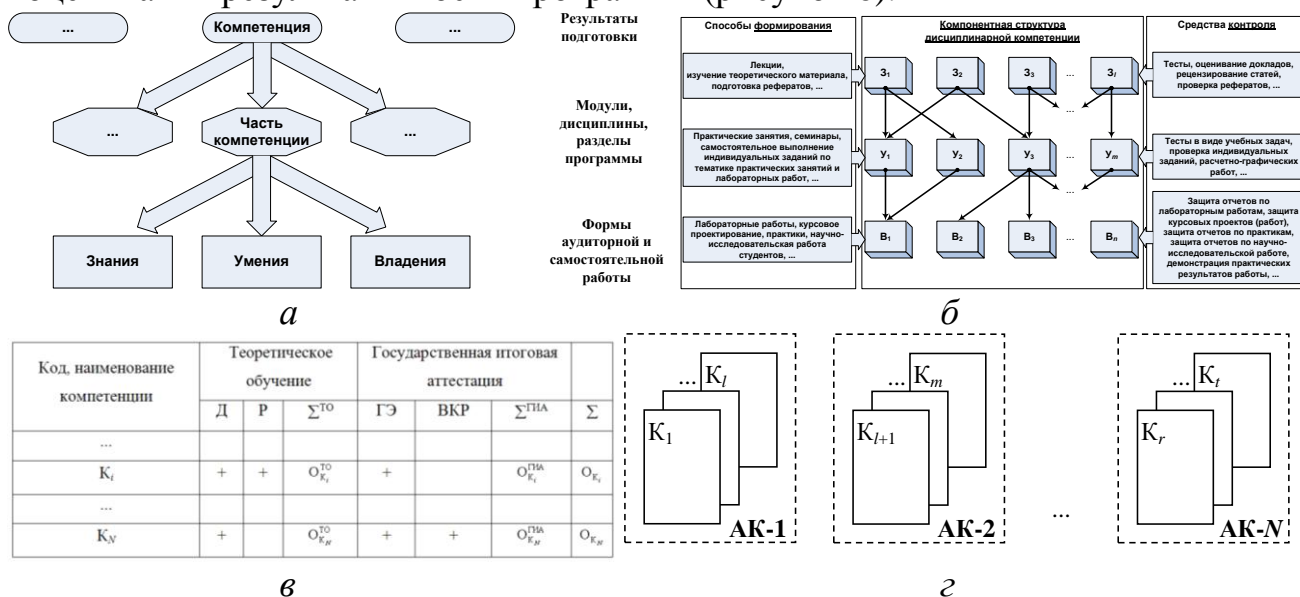 ...
Компетенция
...
...
Часть
компетенции
...
Знания
Умения
Владения
Результаты
подготовки
Модули,
дисциплины,
разделы
программы
Формы
аудиторной и
самостоятельной
работы
а
Способы формирования
Лекции,
изучение теоретического материала,
подготовка рефератов, ...
Практические занятия, семинары,
самостоятельное выполнение
индивидуальных заданий по
тематике практических занятий и
лабораторных работ, ...
Лабораторные работы, курсовое
проектирование, практики, научно-
исследовательская работа
студентов, ...
Компонентная структура
дисциплинарной компетенции
З1 З2 З3 ... Зl
...
У1 У2 У3 ... Уm
...
В1 В2 В3 ... Вn
Средства контроля
Тесты, оценивание докладов,
рецензирование статей,
проверка рефератов, ...
Тесты в виде учебных задач,
проверка индивидуальных
заданий, расчетно-графических
работ, ...
Защита отчетов по
лабораторным работам, защита
курсовых проектов (работ),
защита отчетов по практикам,
защита отчетов по научно-
исследовательской работе,
демонстрация практических
результатов работы, ...
б
Код, наименование
компетенции
Теоретическое
обучение
Государственная итоговая
аттестация
Д Р ΣТО ГЭ ВКР ΣГИА Σ
...
Кi + + OКiТО + OКiГИА OКi
...
КN + OКNТО + + OКNГИА OКN
в
... Кl
К1
АК-1
... Кm
Кl+1
АК-2
...
... Кt
Кr
АК-N
г